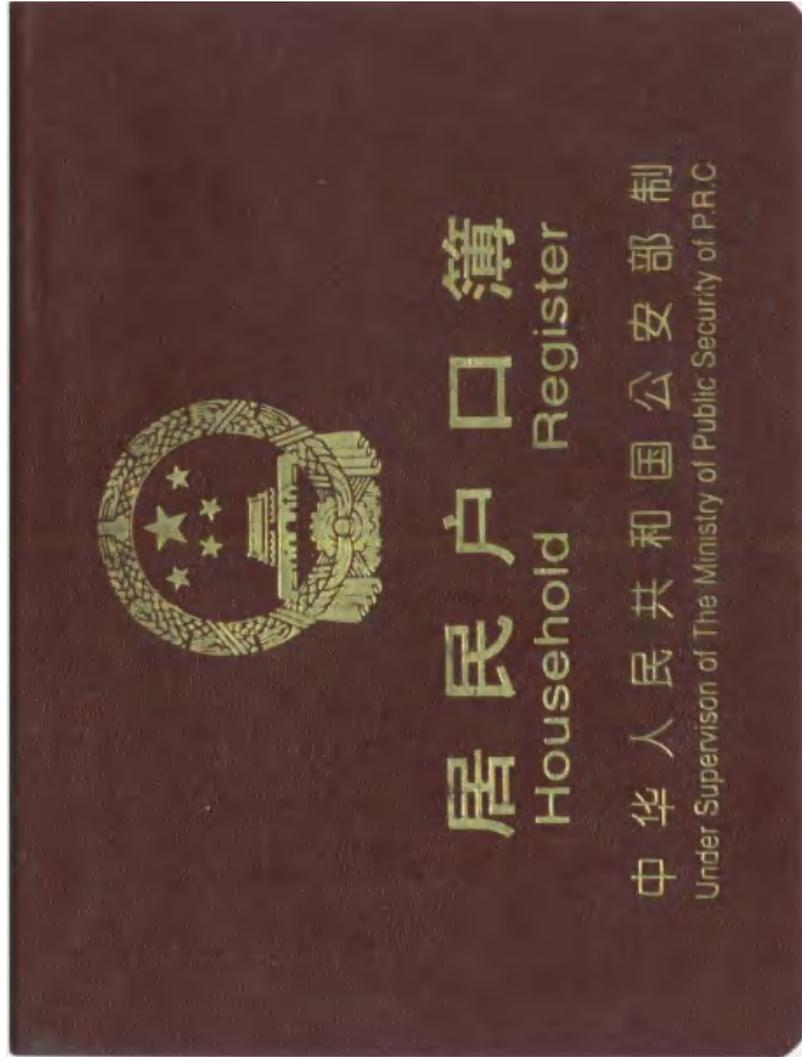 居民户口簿
Household Register
中华人民共和国公安部制
Under Supervison of The Ministry of Public Security of P.R.C